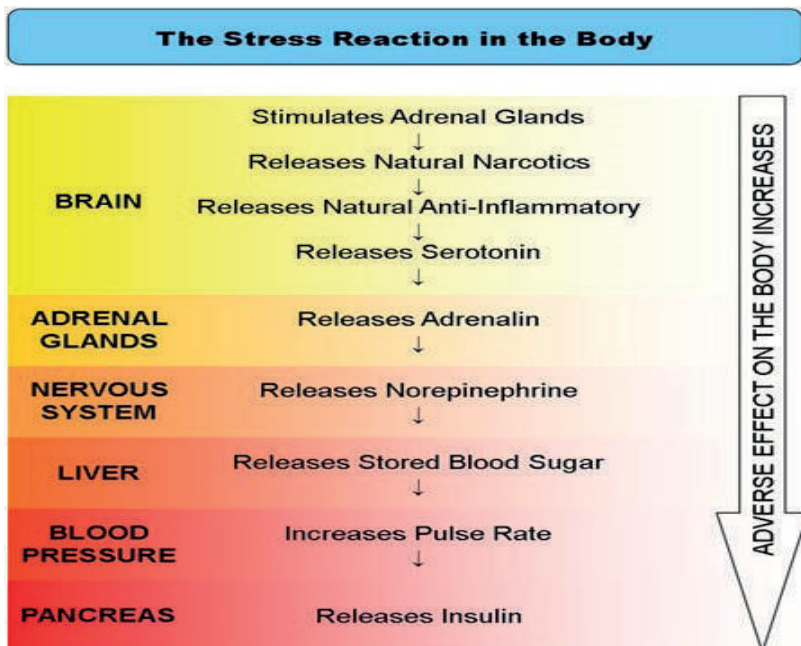 The Stress Reaction in the Body
BRAIN
Stimulates Adrenal Glands
↓
Releases Natural Narcotics
↓
Releases Natural Anti-Inflammatory
↓
Releases Serotonin
↓
ADRENAL
GLANDS
Releases Adrenalin
↓
NERVOUS
SYSTEM
Releases Norepinephrine
↓
LIVER
Releases Stored Blood Sugar
↓
BLOOD
PRESSURE
Increases Pulse Rate
↓
PANCREAS
Releases Insulin
ADVERSE EFFECT ON THE BODY INCREASES